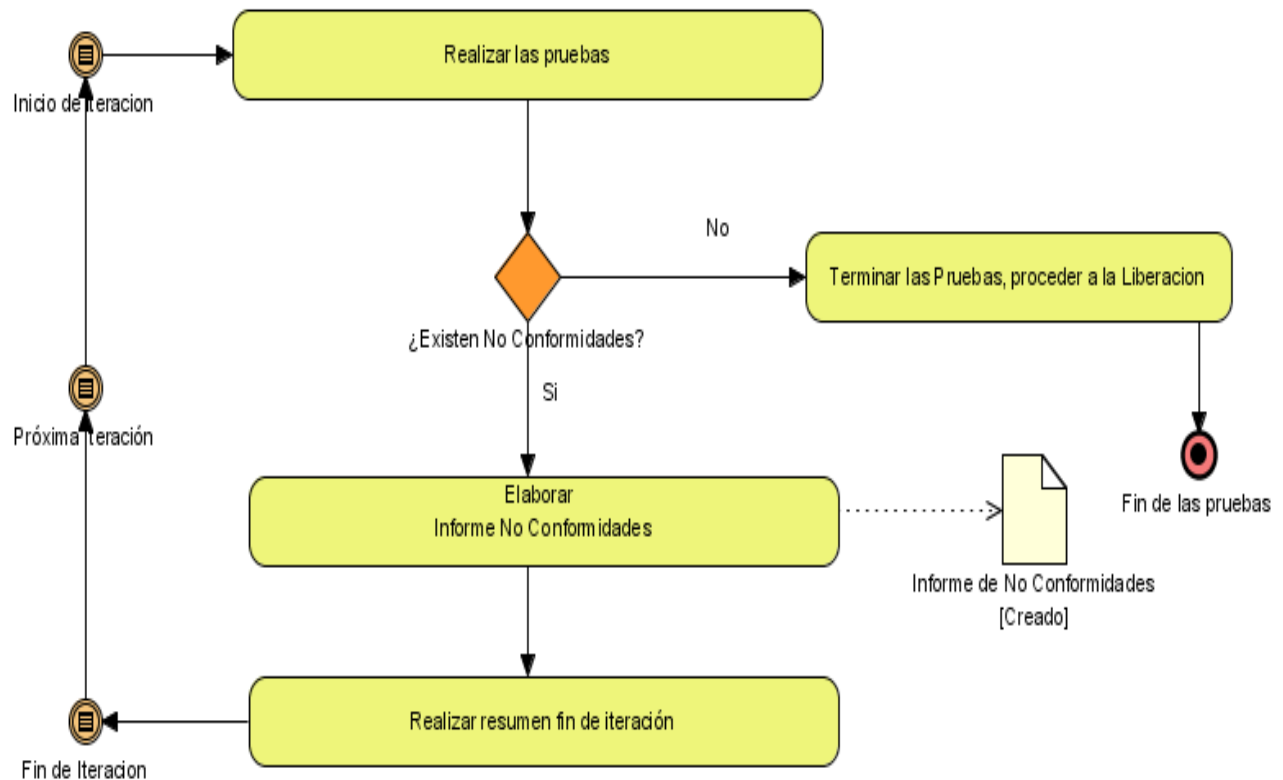 Realizar las pruebas
Inicio de Iteracion
No
Terminar las Pruebas, proceder a la Liberacion
¿Existen No Conformidades?
Si
Próxima Iteración
Elaborar
Informe No Conformidades
Fin de las pruebas
Informe de No Conformidades
[Creado]
Realizar resumen fin de iteración
Fin de Iteracion